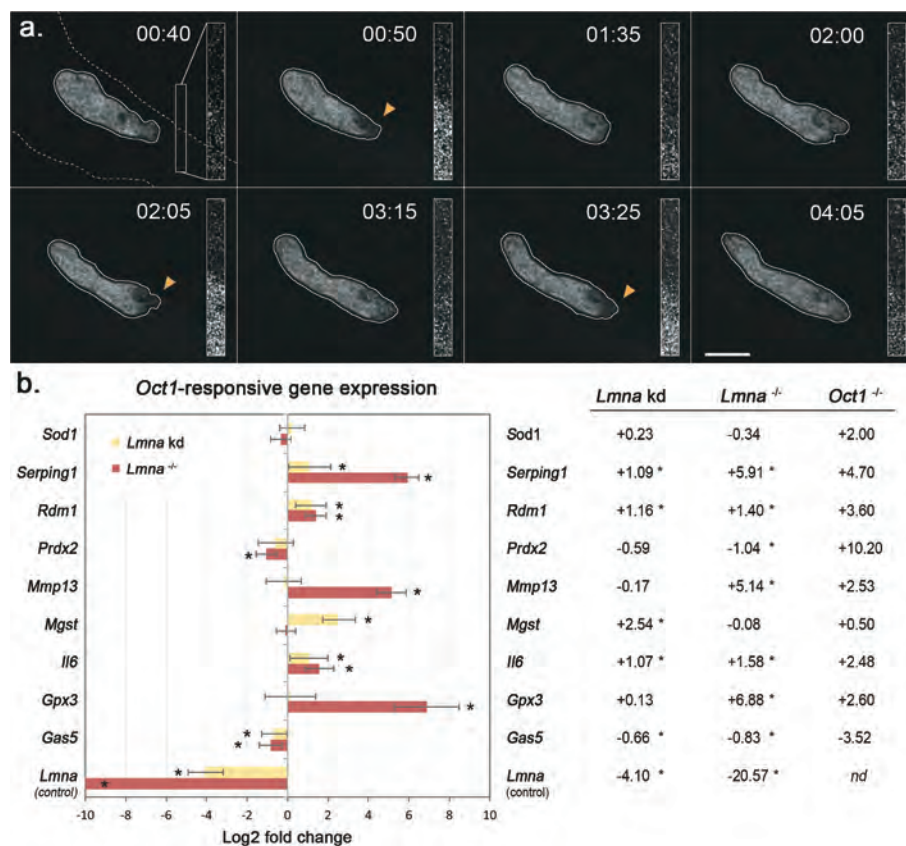 a.
00:40
00:50
01:35
02:00
02:05
03:15
03:25
04:05
b.
Oct1-responsive gene expression
Lmna kd
Lmna -/-
Sod1
Serping1
Rdm1
Prdx2
Mmp13
Mgst
Il6
Gpx3
Gas5
Lmna
(control)
* * * * * * * * * * * * * *
-10 -8 -6 -4 -2 0 2 4 6 8 10
Log2 fold change
Lmna kd Lmna -/- Oct1 -/-
Sod1 +0.23 -0.34 +2.00
Serping1 +1.09 * +5.91 * +4.70
Rdm1 +1.16 * +1.40 * +3.60
Prdx2 -0.59 -1.04 * +10.20
Mmp13 -0.17 +5.14 * +2.53
Mgst +2.54 * -0.08 +0.50
Il6 +1.07 * +1.58 * +2.48
Gpx3 +0.13 +6.88 * +2.60
Gas5 -0.66 * -0.83 * -3.52
Lmna -4.10 * -20.57 * nd
(control)